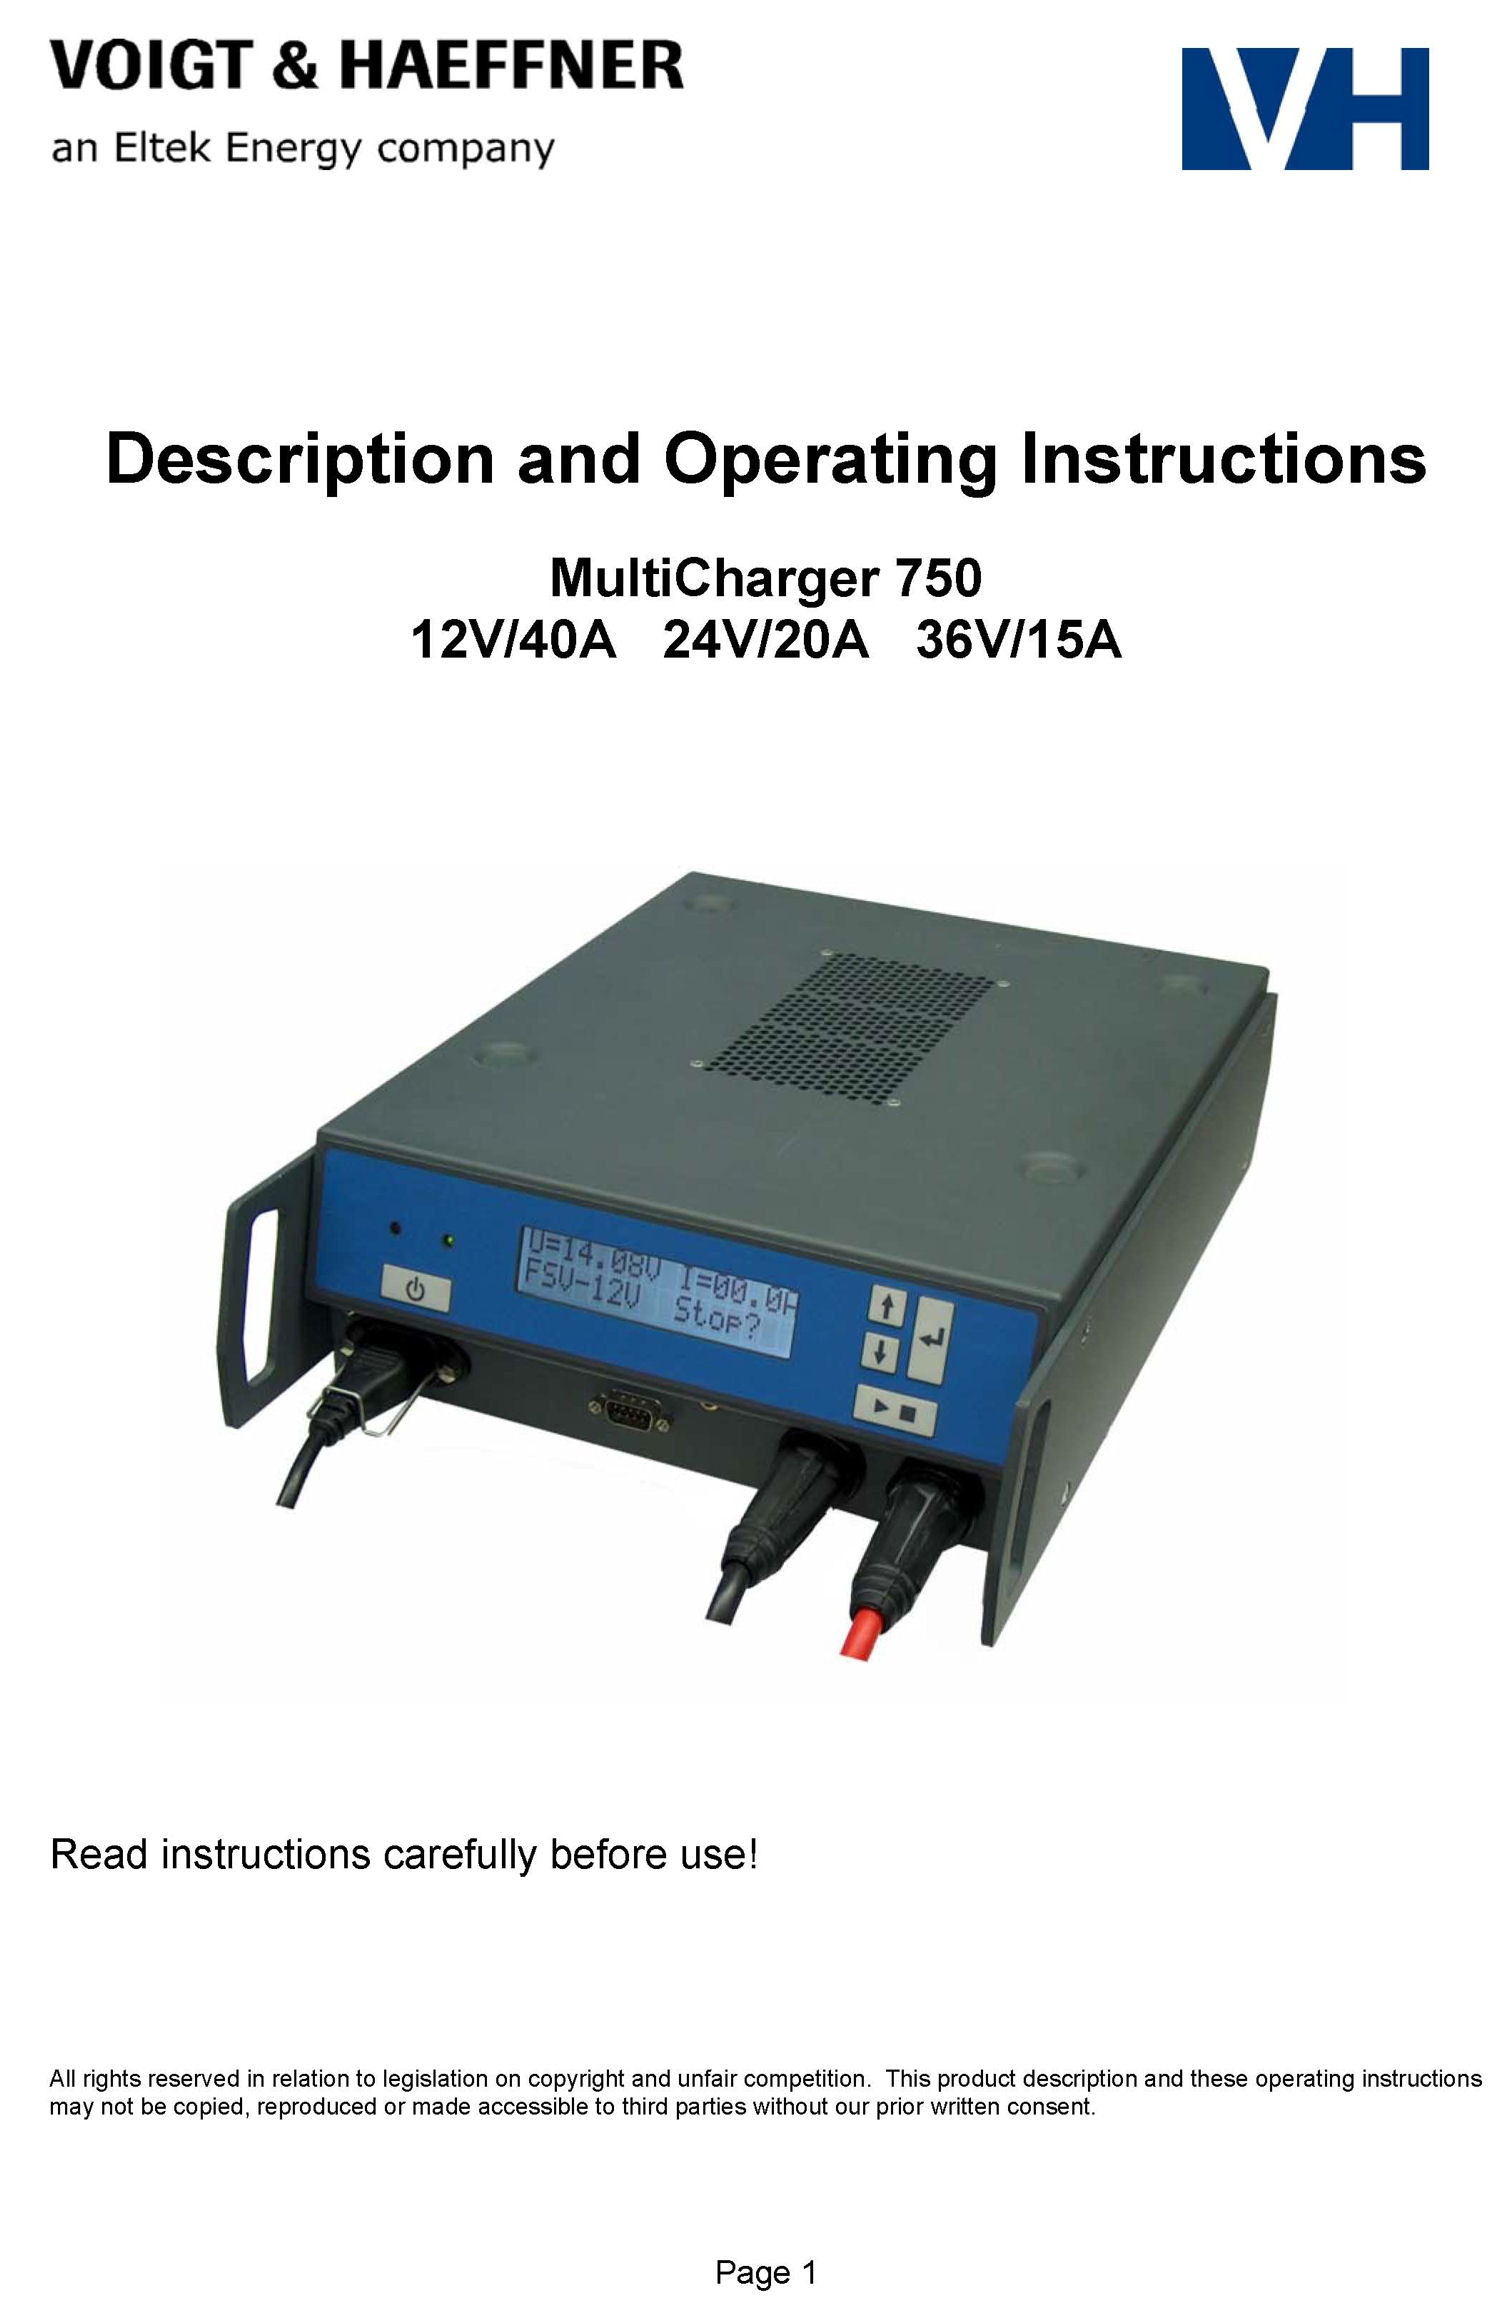 VOIGT & HAEFFNER
an Eltek Energy company
VH
Description and Operating Instructions
MultiCharger 750
12V/40A 24V/20A 36V/15A
U=14.08V I=00.0A
FSV-12V Stop?
Read instructions carefully before use!
All rights reserved in relation to legislation on copyright and unfair competition. This product description and these operating instructions
may not be copied, reproduced or made accessible to third parties without our prior written consent.
Page 1